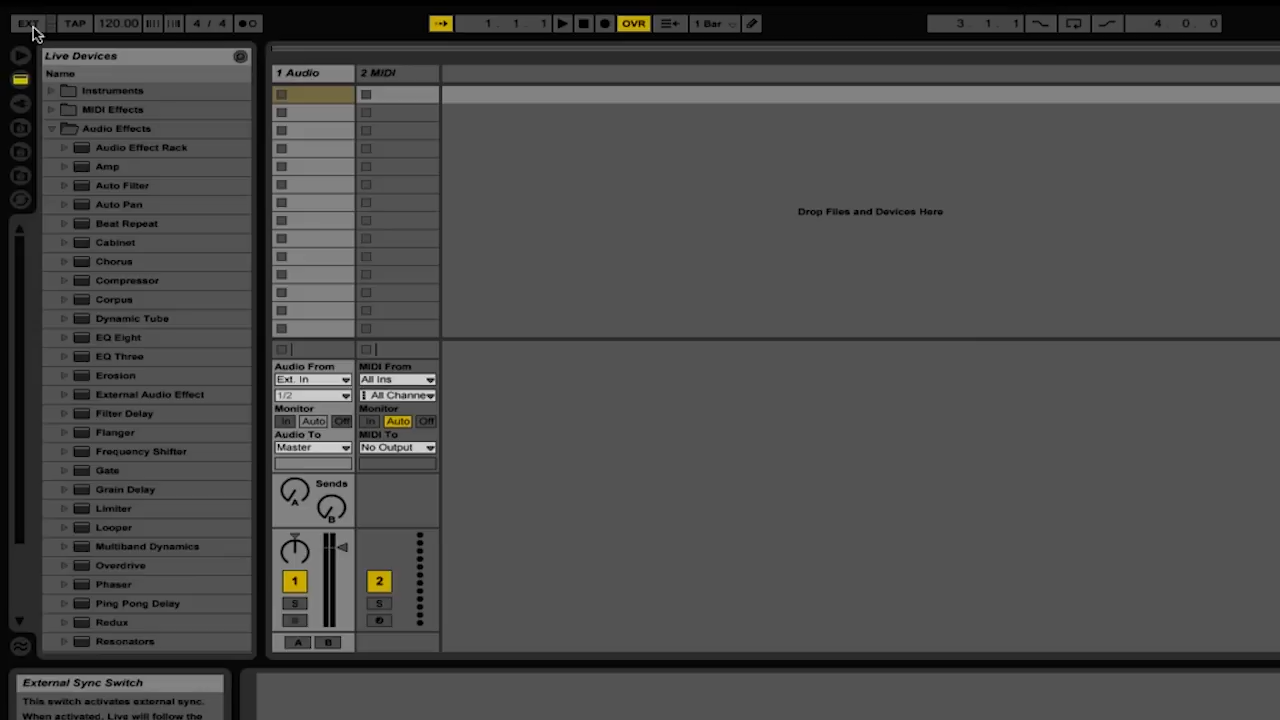 EXT TAP 120.00 4 / 4 1. 1. 1 OVR 1 Bar 3. 1. 1 4. 0. 0
Live Devices
Name
Instruments
MIDI Effects
Audio Effects
Audio Effect Rack
Amp
Auto Filter
Auto Pan
Beat Repeat
Cabinet
Chorus
Compressor
Corpus
Dynamic Tube
EQ Eight
EQ Three
Erosion
External Audio Effect
Filter Delay
Flanger
Frequency Shifter
Gate
Grain Delay
Limiter
Looper
Multiband Dynamics
Overdrive
Phaser
Ping Pong Delay
Redux
Resonators
1 Audio 2 MIDI
Drop Files and Devices Here
Audio From MIDI From
Ext. In All Ins
1/2 All Channe
Monitor Monitor
In Auto Off In Auto Off
Audio To MIDI To
Master No Output
Sends
A
B
1 2
S S
A B
External Sync Switch
This switch activates external sync.
When activated, Live will follow the